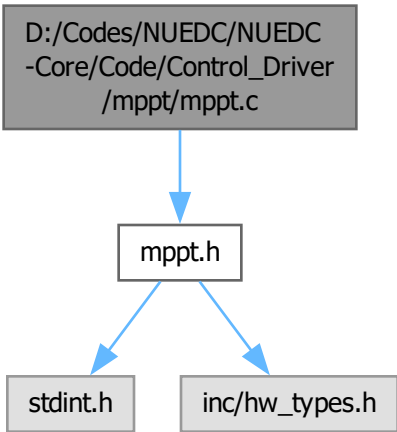 D:/Codes/NUEDC/NUEDC
-Core/Code/Control_Driver
/mppt/mppt.c
mppt.h
stdint.h
inc/hw_types.h